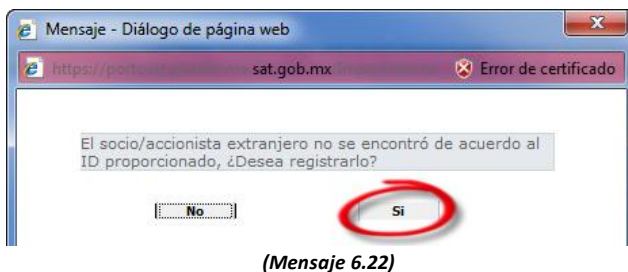 Mensaje - Diálogo de página web
sat.gob.mx Error de certificado
El socio/accionista extranjero no se encontró de acuerdo al
ID proporcionado, ¿Desea registrarlo?
No Si
(Mensaje 6.22)